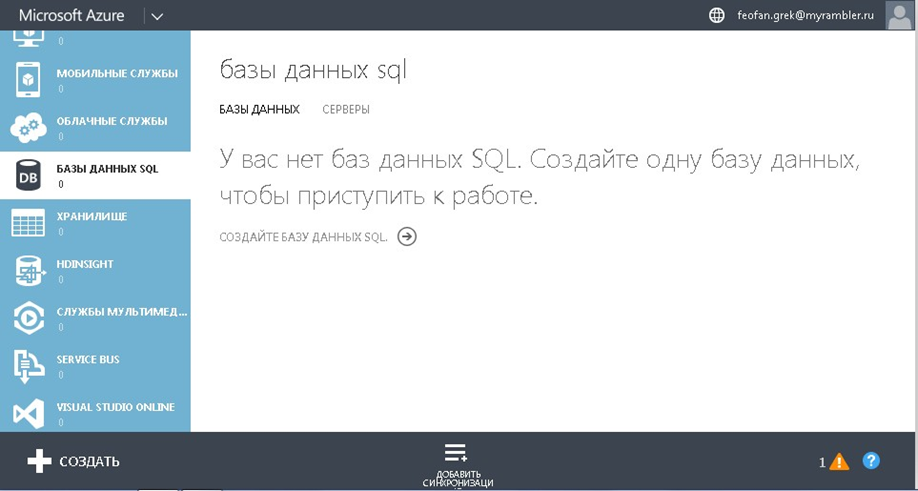 Microsoft Azure
feofan.grek@myrambler.ru
0
МОБИЛЬНЫЕ СЛУЖБЫ
0
ОБЛАЧНЫЕ СЛУЖБЫ
0
БАЗЫ ДАННЫХ SQL
0
ХРАНИЛИЩЕ
0
HDINSIGHT
0
СЛУЖБЫ МУЛЬТИМЕД...
0
SERVICE BUS
0
VISUAL STUDIO ONLINE
0
DB
базы данных sql
БАЗЫ ДАННЫХ СЕРВЕРЫ
У вас нет баз данных SQL. Создайте одну базу данных,
чтобы приступить к работе.
СОЗДАЙТЕ БАЗУ ДАННЫХ SQL.
СОЗДАТЬ
ДОБАВИТЬ
СИНХРОНИЗАЦИ
1